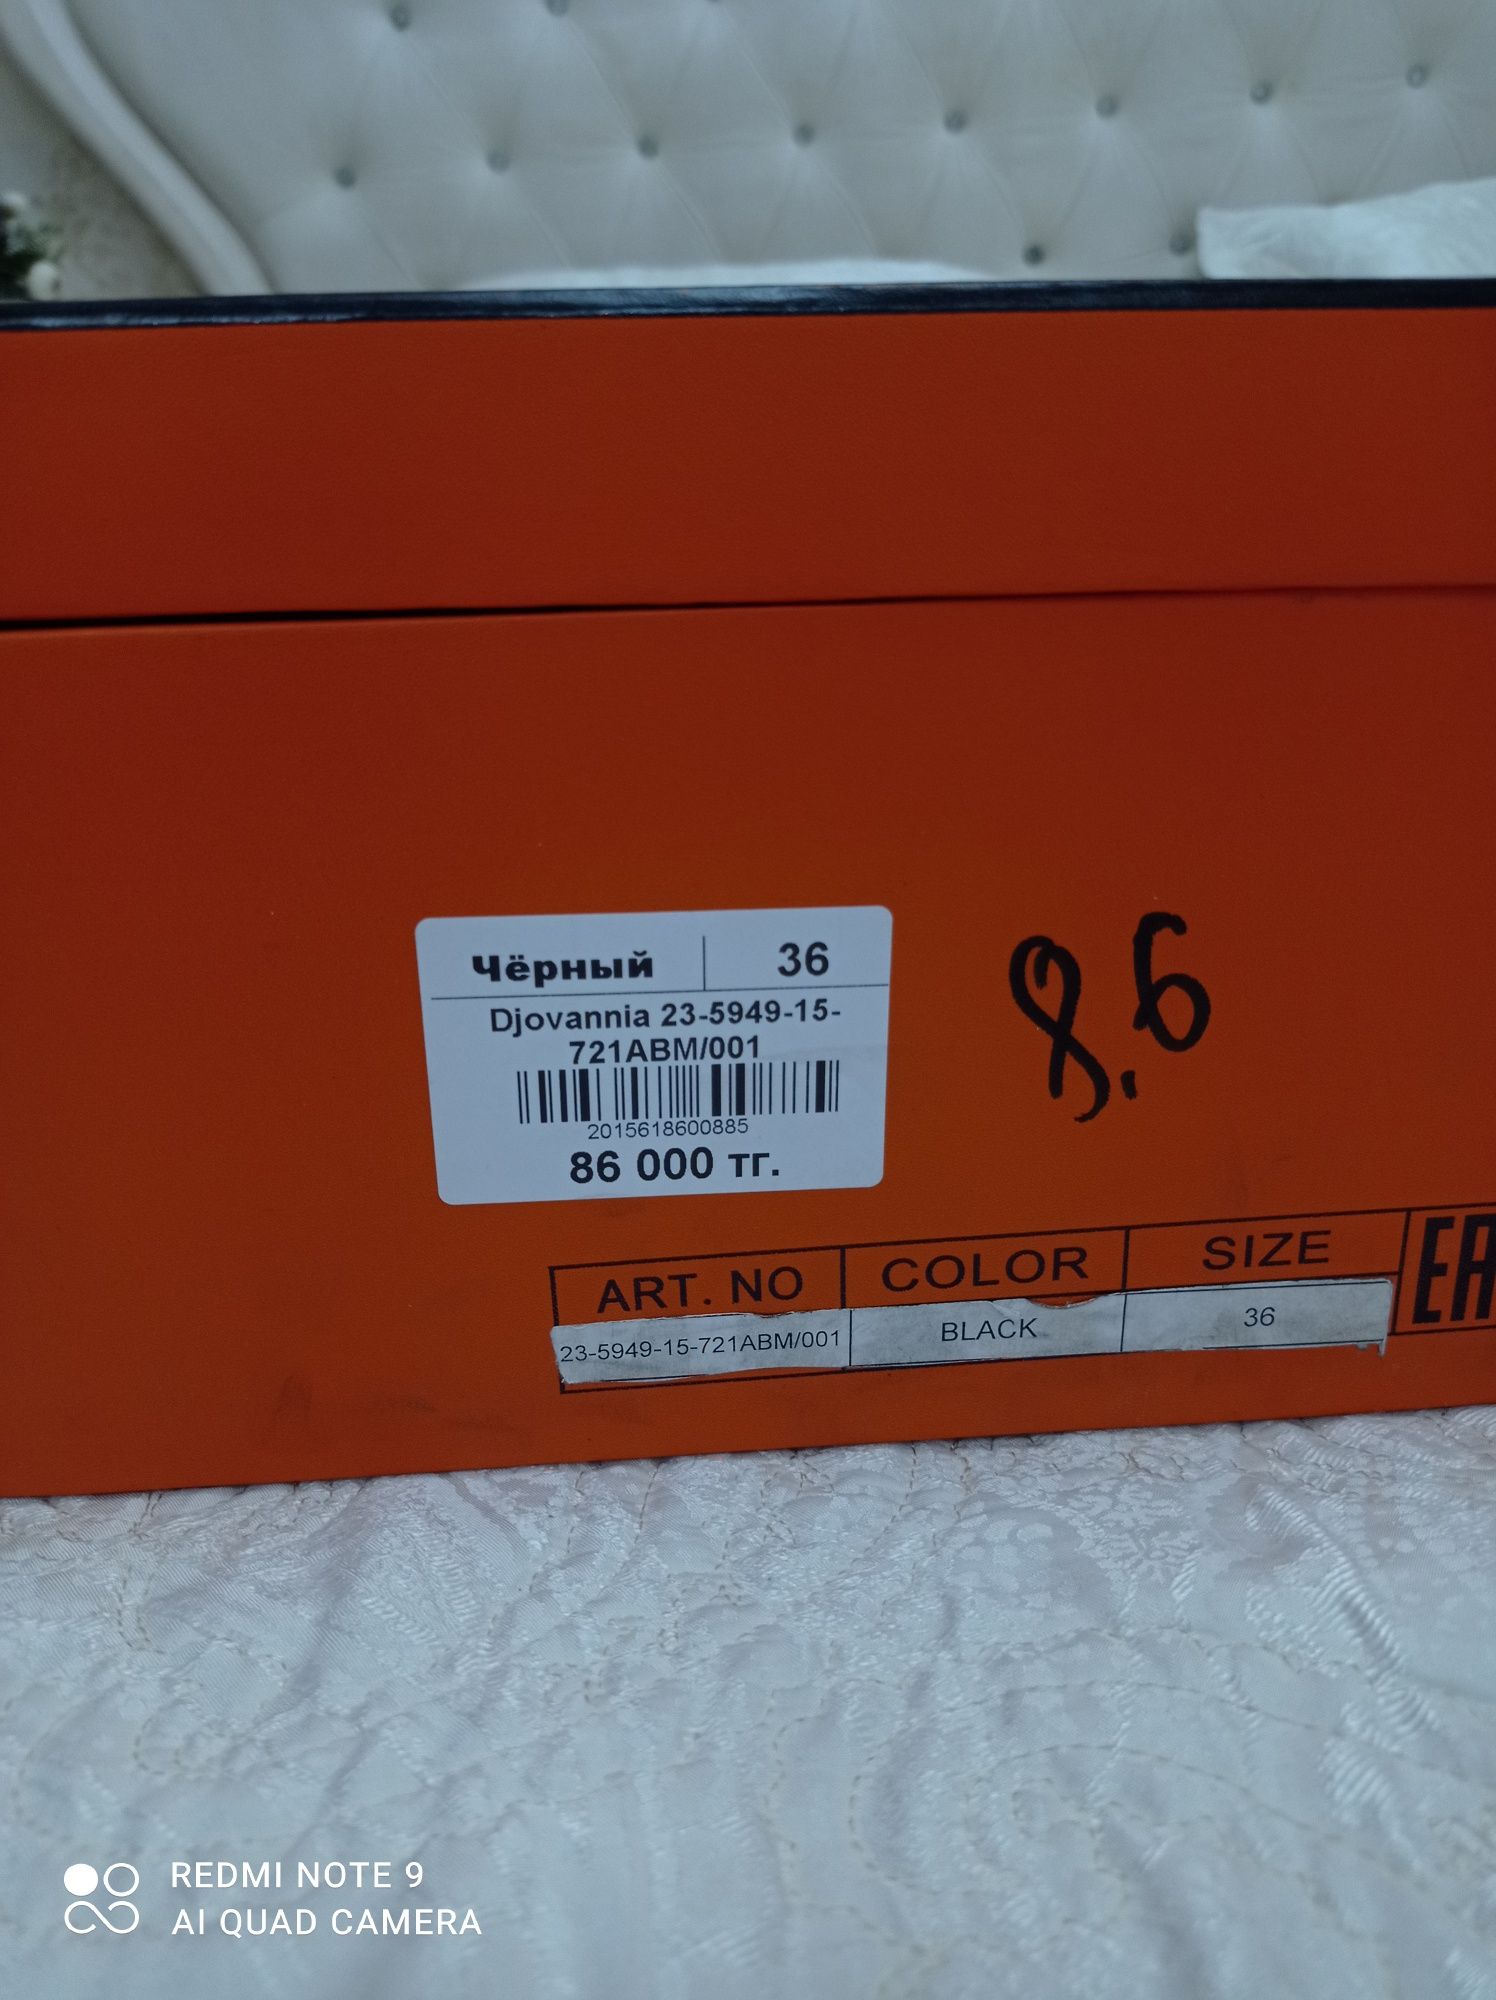 Чёрный 36
Djovannia 23-5949-15-
721ABM/001
2015618600885
86 000 тг.
8.6
ART. NO COLOR SIZE
23-5949-15-721ABM/001 BLACK 36
REDMI NOTE 9
AI QUAD CAMERA